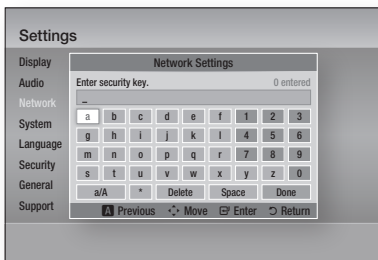 Settings
Display
Audio
Network
System
Language
Security
General
Support
Network Settings
Enter security key. 0 entered
_
a b c d e f 1 2 3
g h i j k l 4 5 6
m n o p q r 7 8 9
s t u v w x y z 0
a/A * Delete Space Done
A Previous Move Enter Return